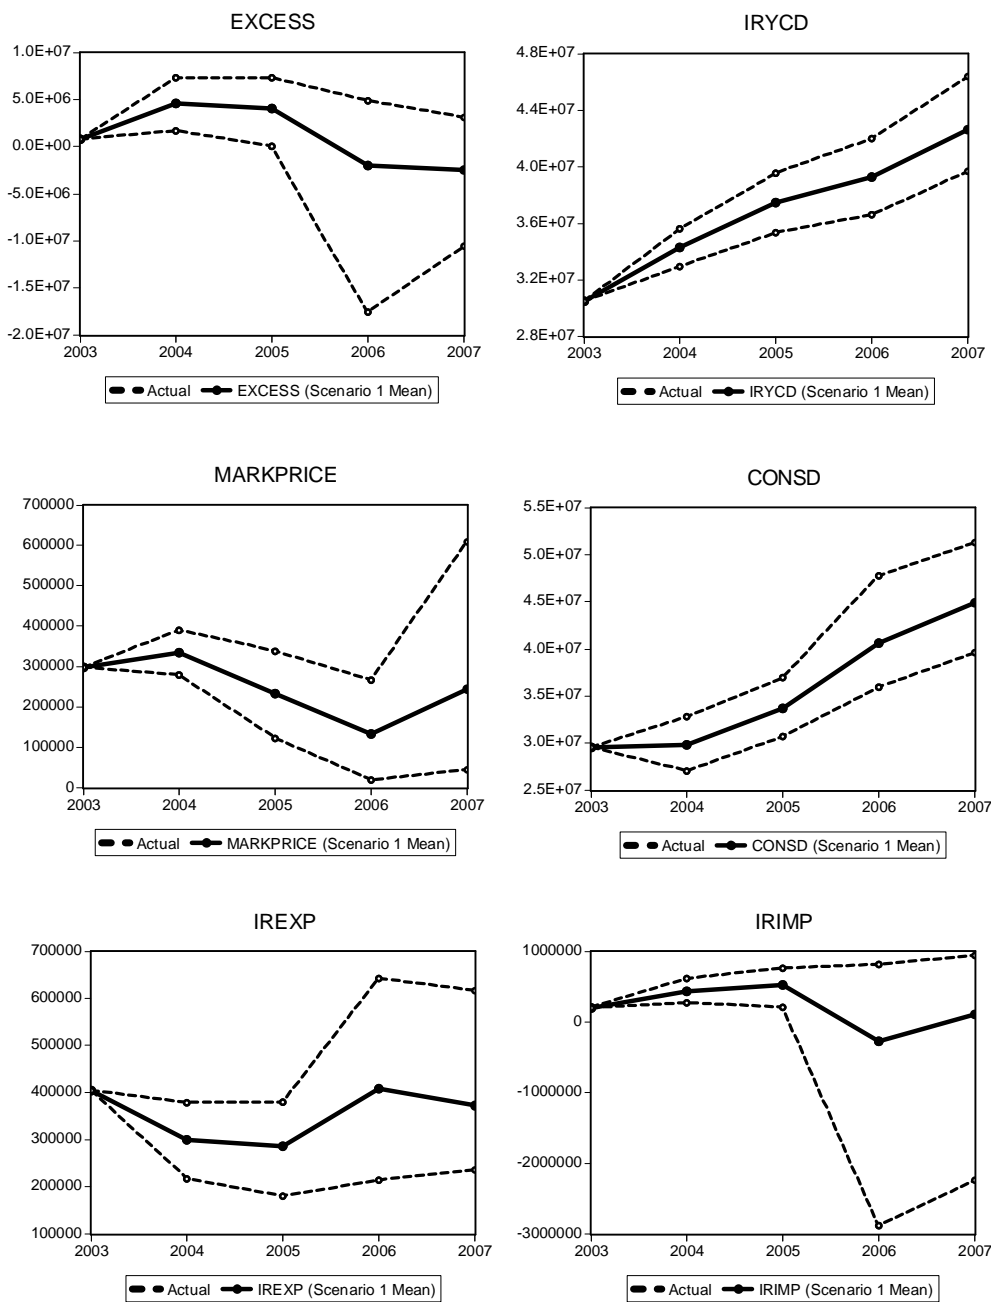 EXCESS
1.0E+07
5.0E+06
0.0E+00
-5.0E+06
-1.0E+07
-1.5E+07
-2.0E+07
2003 2004 2005 2006 2007
Actual EXCESS (Scenario 1 Mean)
IRYCD
4.8E+07
4.4E+07
4.0E+07
3.6E+07
3.2E+07
2.8E+07
2003 2004 2005 2006 2007
Actual IRYCD (Scenario 1 Mean)
MARKPRICE
700000
600000
500000
400000
300000
200000
100000
0
2003 2004 2005 2006 2007
Actual MARKPRICE (Scenario 1 Mean)
CONSD
5.5E+07
5.0E+07
4.5E+07
4.0E+07
3.5E+07
3.0E+07
2.5E+07
2003 2004 2005 2006 2007
Actual CONSD (Scenario 1 Mean)
IREXP
700000
600000
500000
400000
300000
200000
100000
2003 2004 2005 2006 2007
Actual IREXP (Scenario 1 Mean)
IRIMP
1000000
0
-1000000
-2000000
-3000000
2003 2004 2005 2006 2007
Actual IRIMP (Scenario 1 Mean)